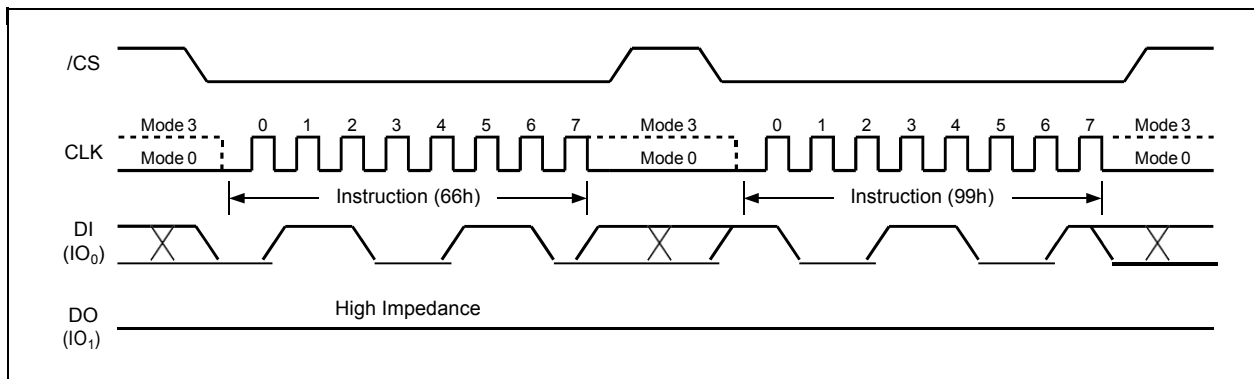 /CS
Mode 3 0 1 2 3 4 5 6 7 Mode 3 0 1 2 3 4 5 6 7 Mode 3
CLK
Mode 0 Mode 0 Mode 0
Instruction (66h) Instruction (99h)
DI
(IO₀)
High Impedance
DO
(IO₁)